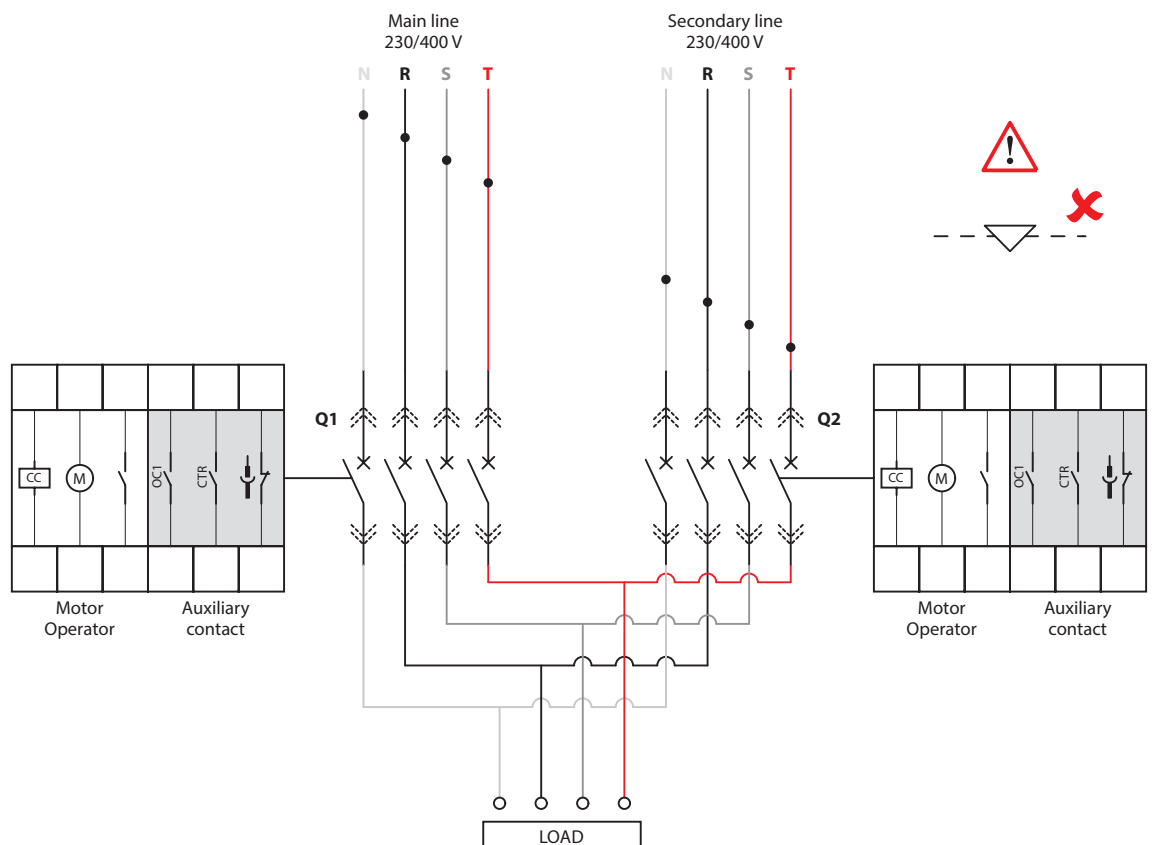 Main line
230/400 V
Secondary line
230/400 V
N R S T
N R S T
!
Q1
Q2
CC
M
OC1
CTR
CC
M
OC1
CTR
Motor
Operator
Auxiliary
contact
Motor
Operator
Auxiliary
contact
LOAD